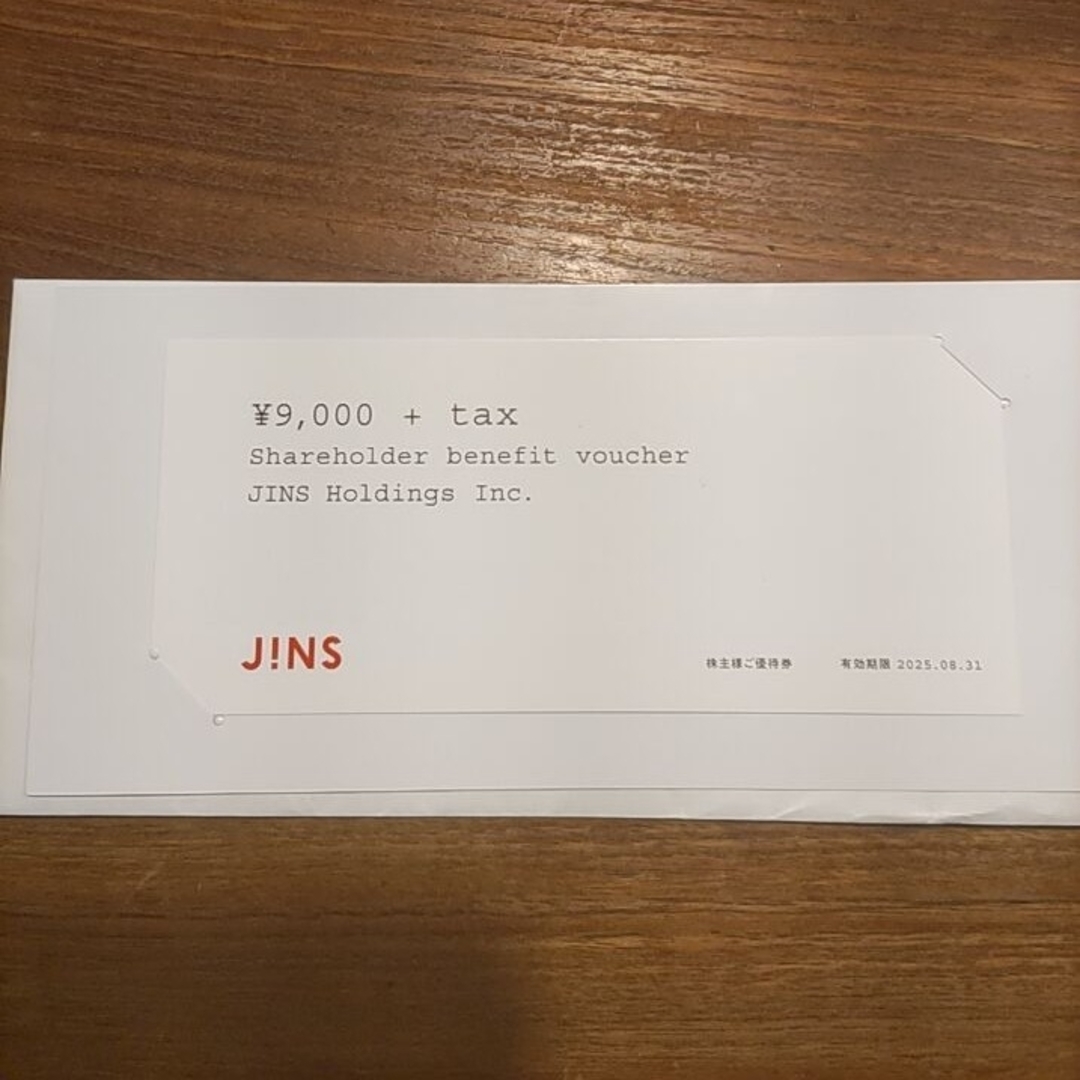 ¥9,000 + tax
Shareholder benefit voucher
JINS Holdings Inc.
J!NS
株主様ご優待券 有効期限 2025.08.31